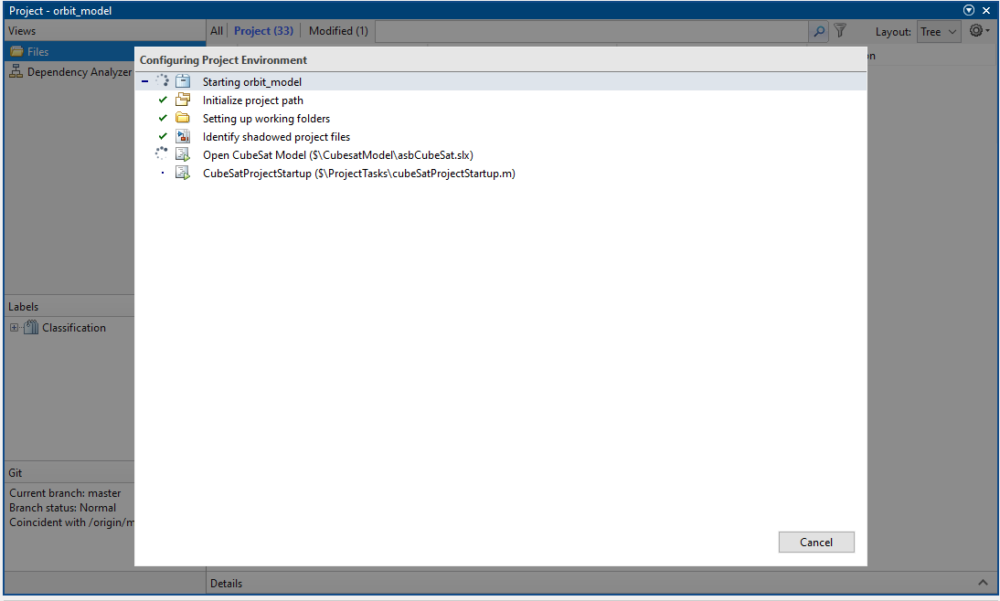 Project - orbit_model
Views
All Project (33) Modified (1) Layout: Tree
Files
Dependency Analyzer
Configuring Project Environment
Starting orbit_model
Initialize project path
Setting up working folders
Identify shadowed project files
Open CubeSat Model ($\CubesatModel\asbCubeSat.slx)
CubeSatProjectStartup ($\ProjectTasks\cubeSatProjectStartup.m)
Labels
Classification
Git
Current branch: master
Branch status: Normal
Coincident with /origin/m
Cancel
Details